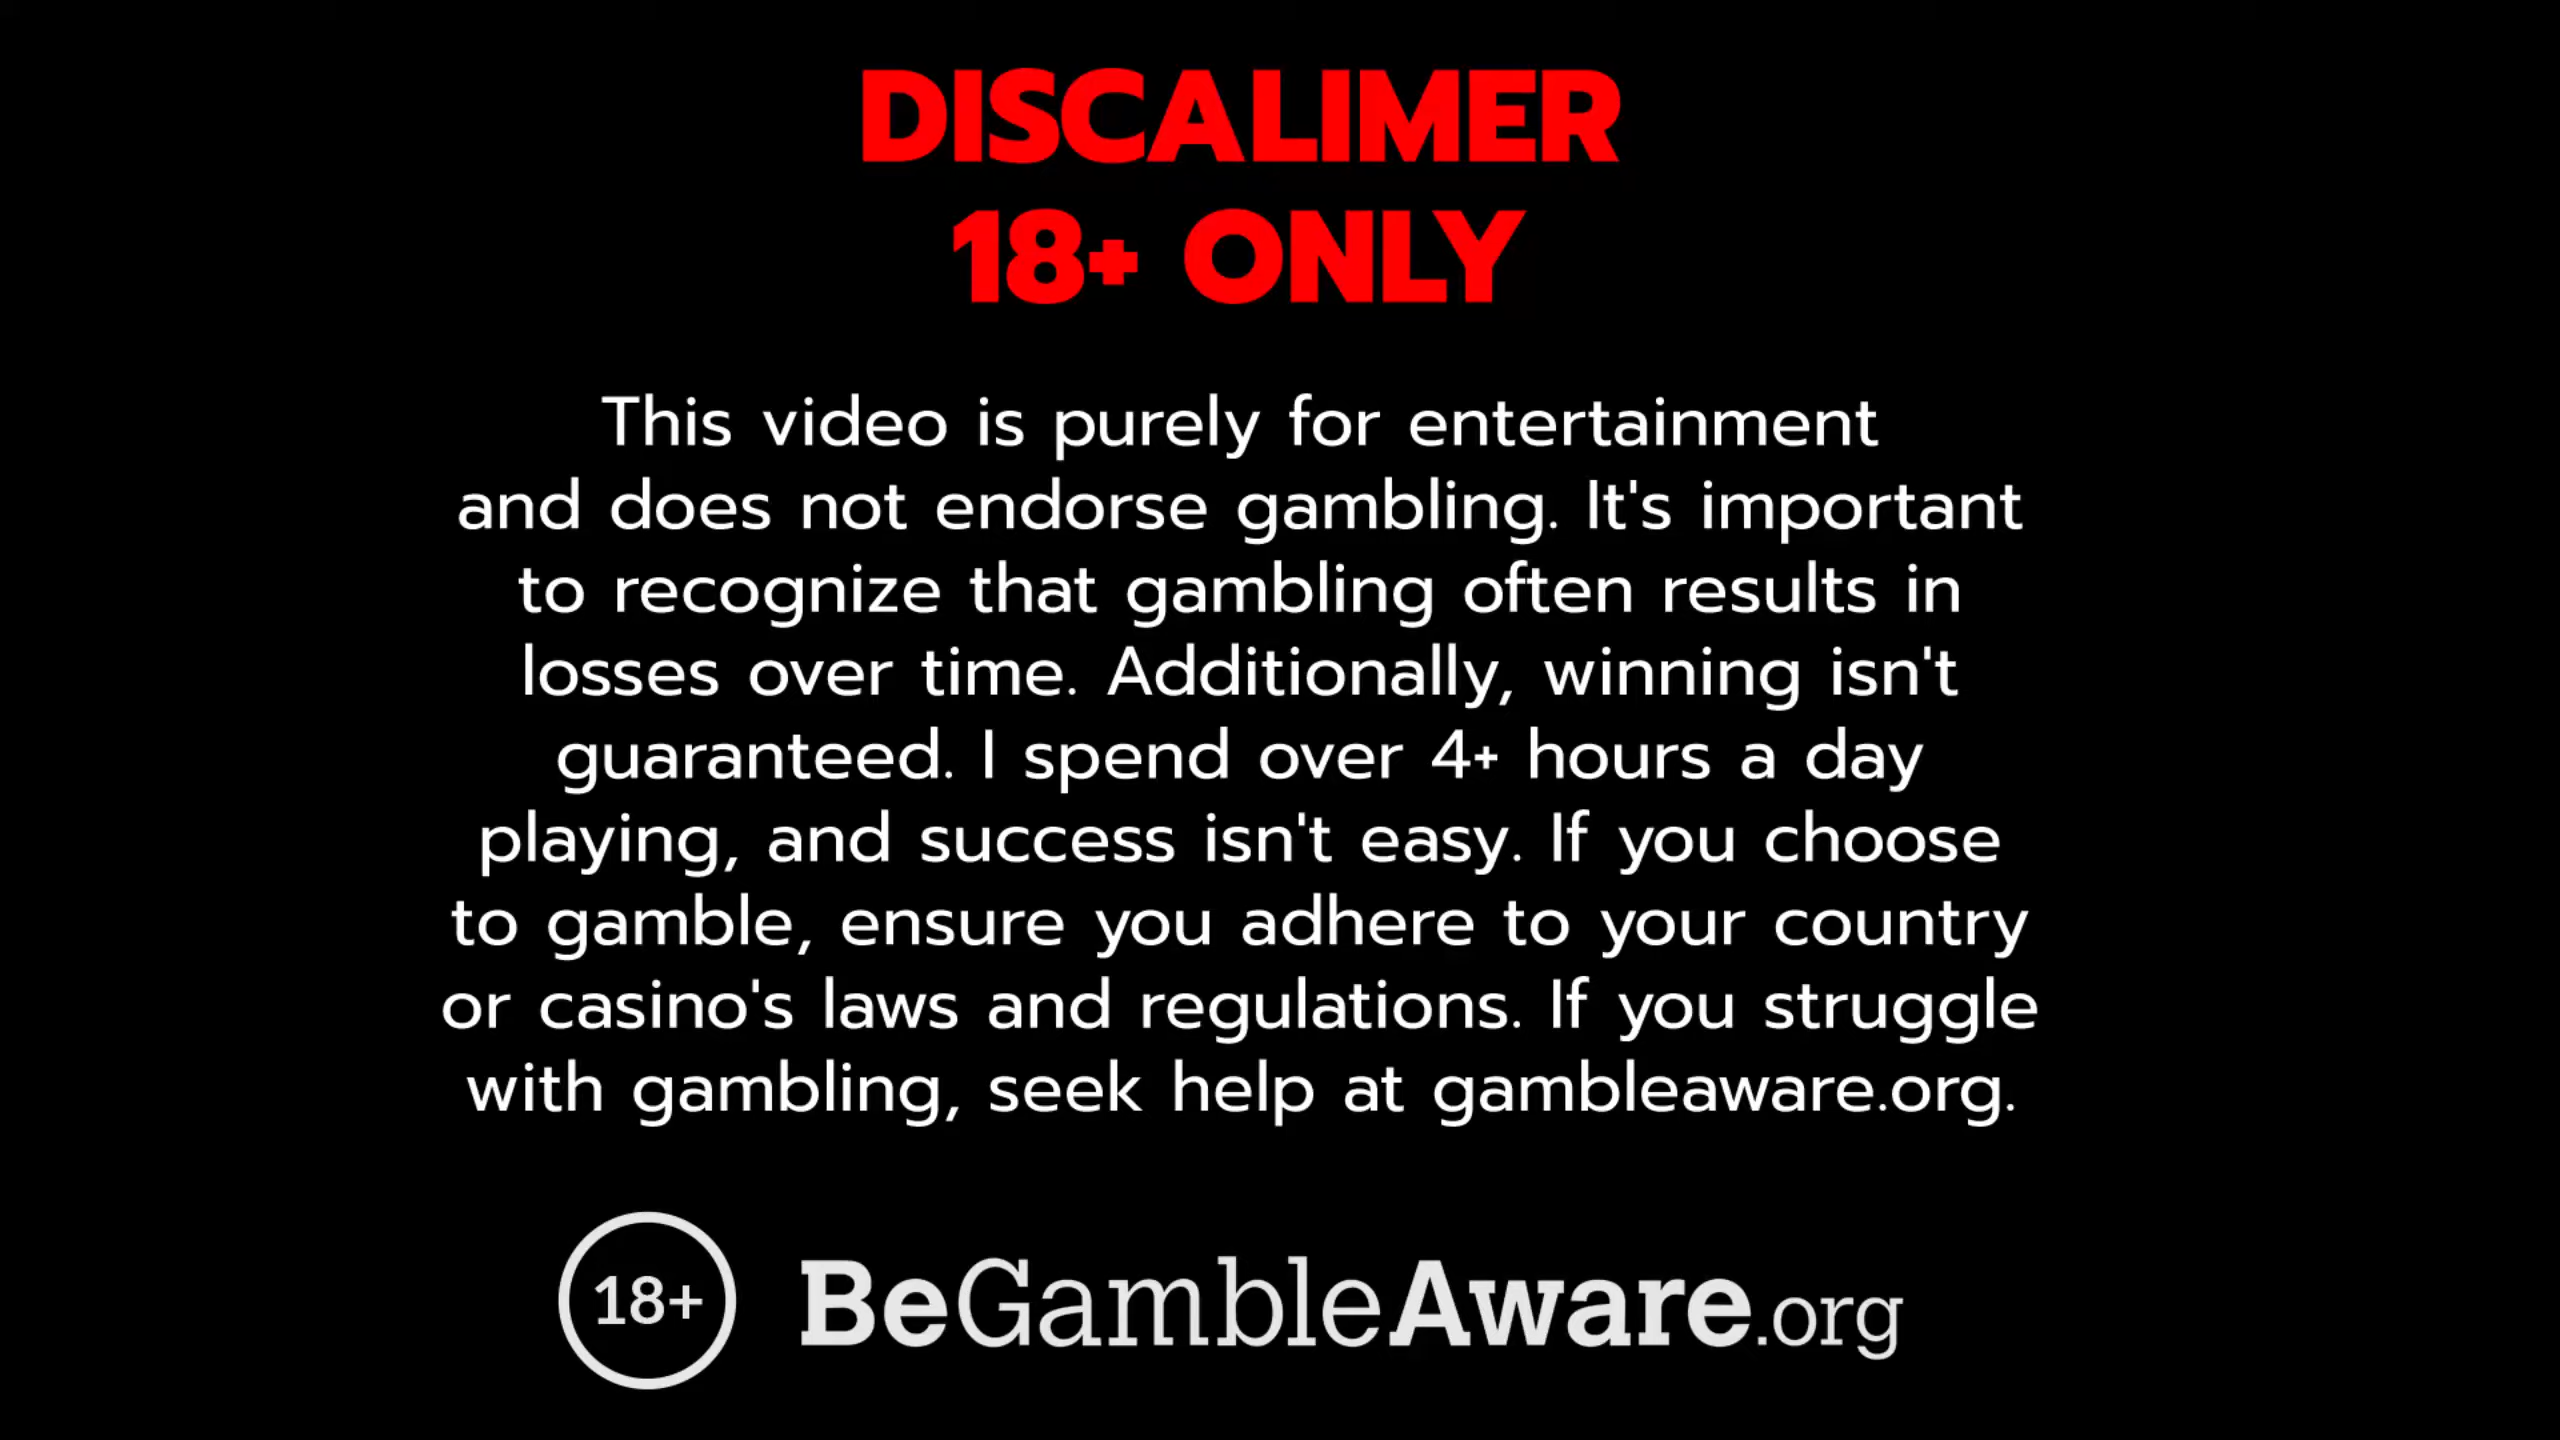 DISCALIMER
18+ ONLY
This video is purely for entertainment
and does not endorse gambling. It's important
to recognize that gambling often results in
losses over time. Additionally, winning isn't
guaranteed. I spend over 4+ hours a day
playing, and success isn't easy. If you choose
to gamble, ensure you adhere to your country
or casino's laws and regulations. If you struggle
with gambling, seek help at gambleaware.org.
18+ BeGambleAware.org